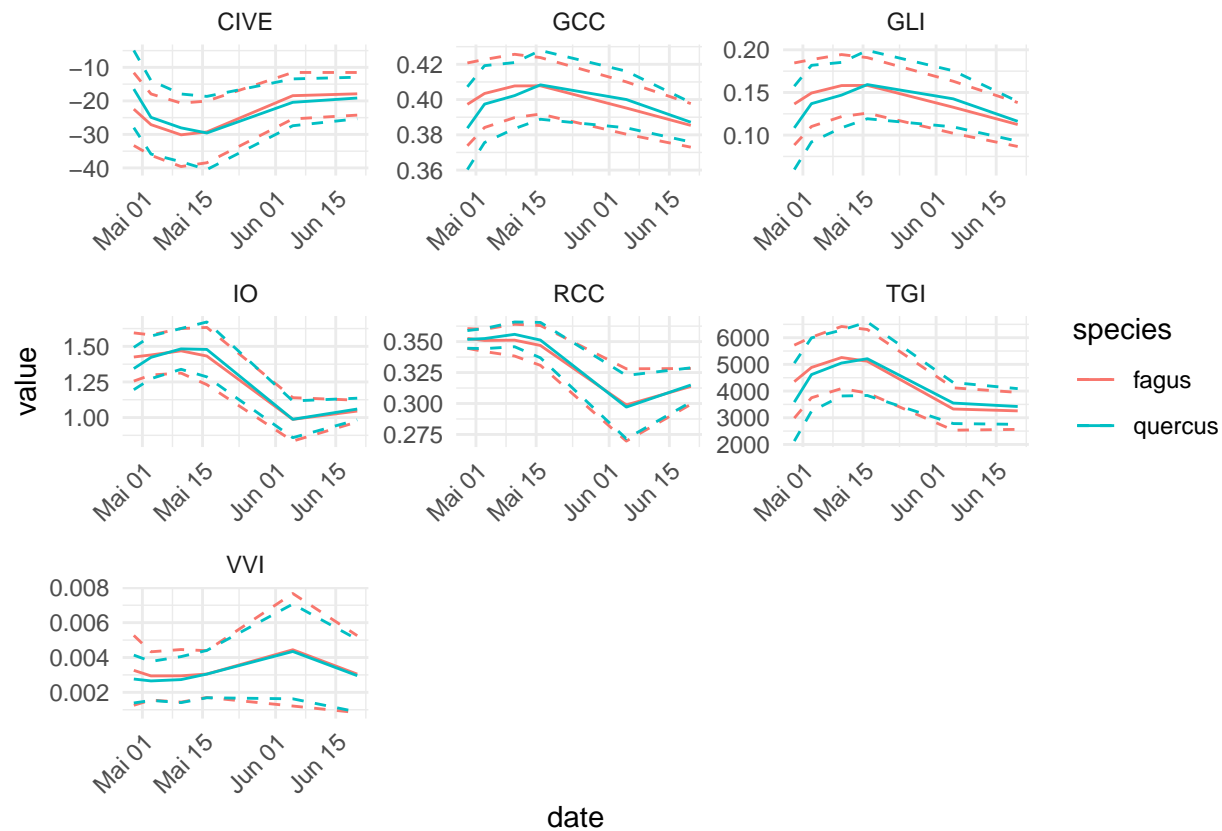 CIVE GCC GLI
−10
−20
−30
−40
0.42
0.40
0.38
0.36
0.20
0.15
0.10
Mai 01 Mai 15 Jun 01 Jun 15 Mai 01 Mai 15 Jun 01 Jun 15 Mai 01 Mai 15 Jun 01 Jun 15
IO RCC TGI
1.50
1.25
1.00
0.350
0.325
0.300
0.275
6000
5000
4000
3000
2000
Mai 01 Mai 15 Jun 01 Jun 15 Mai 01 Mai 15 Jun 01 Jun 15 Mai 01 Mai 15 Jun 01 Jun 15
VVI
0.008
0.006
0.004
0.002
Mai 01 Mai 15 Jun 01 Jun 15
value
date
species
fagus
quercus